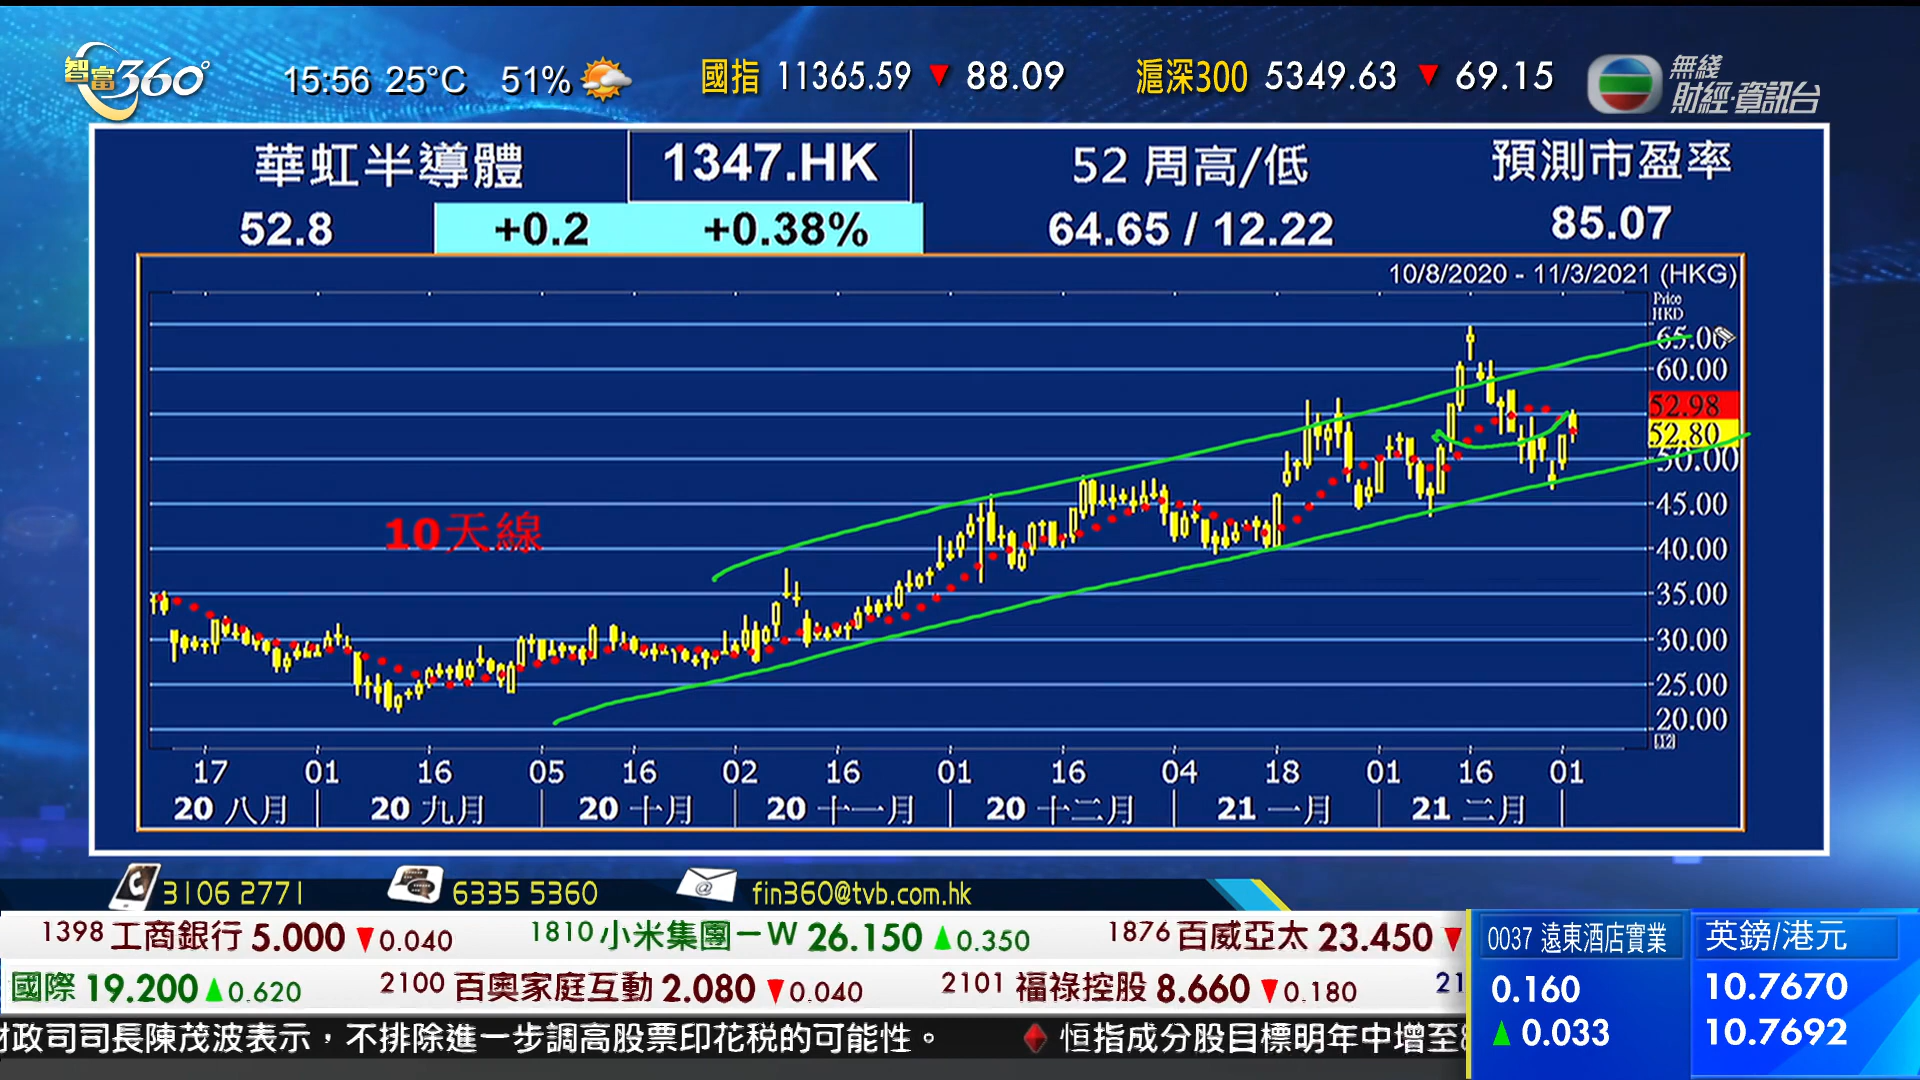 智富360°
15:56 25°C 51%
國指 11365.59 ▼ 88.09
滬深300 5349.63 ▼ 69.15
無綫
財經·資訊台
華虹半導體 1347.HK 52 周高/低 預測市盈率
52.8 +0.2 +0.38% 64.65 / 12.22 85.07
10/8/2020 - 11/3/2021 (HKG)
Price
HKD
65.00
60.00
52.98
52.80
50.00
45.00
10天線
40.00
35.00
30.00
25.00
20.00
17 01 16 05 16 02 16 01 16 04 18 01 16 01
20 八月 20 九月 20 十月 20 十一月 20 十二月 21 一月 21 二月
3106 2771 6335 5360 fin360@tvb.com.hk
1398 工商銀行 5.000 ▼0.040 1810 小米集團－W 26.150 ▲0.350 1876 百威亞太 23.450 ▼
國際 19.200 ▲0.620 2100 百奧家庭互動 2.080 ▼0.040 2101 福祿控股 8.660 ▼0.180 21
財政司司長陳茂波表示，不排除進一步調高股票印花税的可能性。 恒指成分股目標明年中增至8
0037 遠東酒店實業
0.160
▲ 0.033
英鎊/港元
10.7670
10.7692